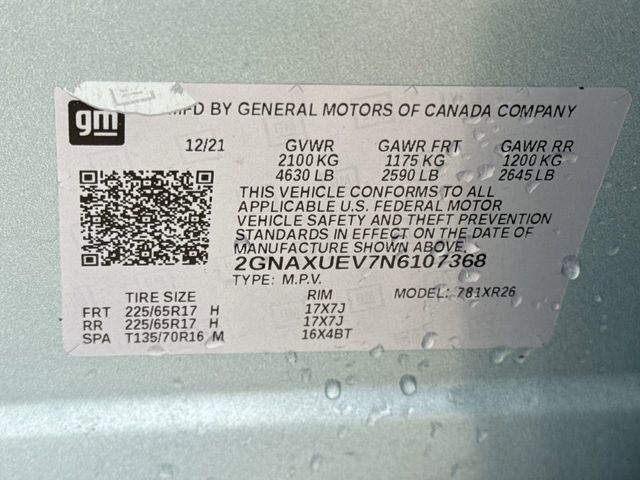 gm
MFD BY GENERAL MOTORS OF CANADA COMPANY
12/21 GVWR GAWR FRT GAWR RR
2100 KG 1175 KG 1200 KG
4630 LB 2590 LB 2645 LB
THIS VEHICLE CONFORMS TO ALL
APPLICABLE U.S. FEDERAL MOTOR
VEHICLE SAFETY AND THEFT PREVENTION
STANDARDS IN EFFECT ON THE DATE OF
MANUFACTURE SHOWN ABOVE.
2GNAXUEV7N6107368
TYPE: M.P.V. MODEL: 781XR26
TIRE SIZE RIM
FRT 225/65R17 H 17X7J
RR 225/65R17 H 17X7J
SPA T135/70R16 M 16X4BT